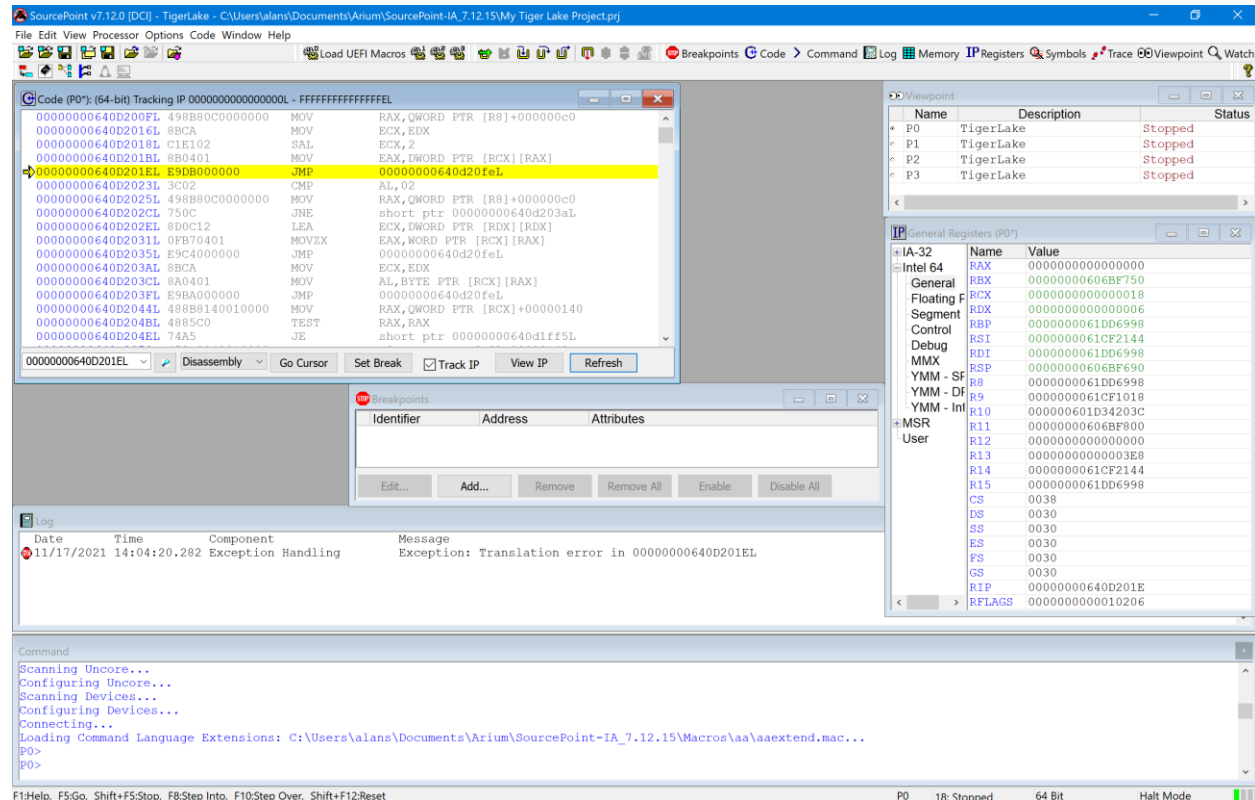 SourcePoint v7.12.0 [DCI] - TigerLake - C:\Users\alans\Documents\Arium\SourcePoint-IA_7.12.15\My Tiger Lake Project.prj
File Edit View Processor Options Code Window Help
Load UEFI Macros Breakpoints Code Command Log Memory IP Registers Symbols Trace Viewpoint Watch
Code (P0*): (64-bit) Tracking IP 0000000000000000L - FFFFFFFFFFFFFFFEL
00000000640D200FL 498B80C0000000 MOV RAX,QWORD PTR [R8]+000000c0
00000000640D2016L 8BCA MOV ECX,EDX
00000000640D2018L C1E102 SAL ECX,2
00000000640D201BL 8B0401 MOV EAX,DWORD PTR [RCX][RAX]
00000000640D201EL E9DB000000 JMP 00000000640d20feL
00000000640D2023L 3C02 CMP AL,02
00000000640D2025L 498B80C0000000 MOV RAX,QWORD PTR [R8]+000000c0
00000000640D202CL 750C JNE short ptr 00000000640d203aL
00000000640D202EL 8D0C12 LEA ECX,DWORD PTR [RDX][RDX]
00000000640D2031L 0FB70401 MOVZX EAX,WORD PTR [RCX][RAX]
00000000640D2035L E9C4000000 JMP 00000000640d20feL
00000000640D203AL 8BCA MOV ECX,EDX
00000000640D203CL 8A0401 MOV AL,BYTE PTR [RCX][RAX]
00000000640D203FL E9BA000000 JMP 00000000640d20feL
00000000640D2044L 488B8140010000 MOV RAX,QWORD PTR [RCX]+00000140
00000000640D204BL 4885C0 TEST RAX,RAX
00000000640D204EL 74A5 JE short ptr 00000000640d1ff5L
00000000640D201EL Disassembly Go Cursor Set Break Track IP View IP Refresh
Viewpoint
Name Description Status
P0 TigerLake Stopped
P1 TigerLake Stopped
P2 TigerLake Stopped
P3 TigerLake Stopped
IP General Registers (P0*)
IA-32
Intel 64
General
Floating F
Segment
Control
Debug
MMX
YMM - SF
YMM - DF
YMM - Int
MSR
User
Name Value
RAX 0000000000000000
RBX 00000000606BF750
RCX 0000000000000018
RDX 0000000000000006
RBP 0000000061DD6998
RSI 0000000061CF2144
RDI 0000000061DD6998
RSP 00000000606BF690
R8 0000000061DD6998
R9 0000000061CF1018
R10 000000601D34203C
R11 00000000606BF800
R12 0000000000000000
R13 00000000000003E8
R14 0000000061CF2144
R15 0000000061DD6998
CS 0038
DS 0030
SS 0030
ES 0030
FS 0030
GS 0030
RIP 00000000640D201E
RFLAGS 0000000000010206
STOP Breakpoints
Identifier Address Attributes
Edit... Add... Remove Remove All Enable Disable All
Log
Date Time Component Message
11/17/2021 14:04:20.282 Exception Handling Exception: Translation error in 00000000640D201EL
Command
Scanning Uncore...
Configuring Uncore...
Scanning Devices...
Configuring Devices...
Connecting...
Loading Command Language Extensions: C:\Users\alans\Documents\Arium\SourcePoint-IA_7.12.15\Macros\aa\aaextend.mac...
P0>
P0>
F1:Help, F5:Go, Shift+F5:Stop, F8:Step Into, F10:Step Over, Shift+F12:Reset P0 18: Stopped 64 Bit Halt Mode